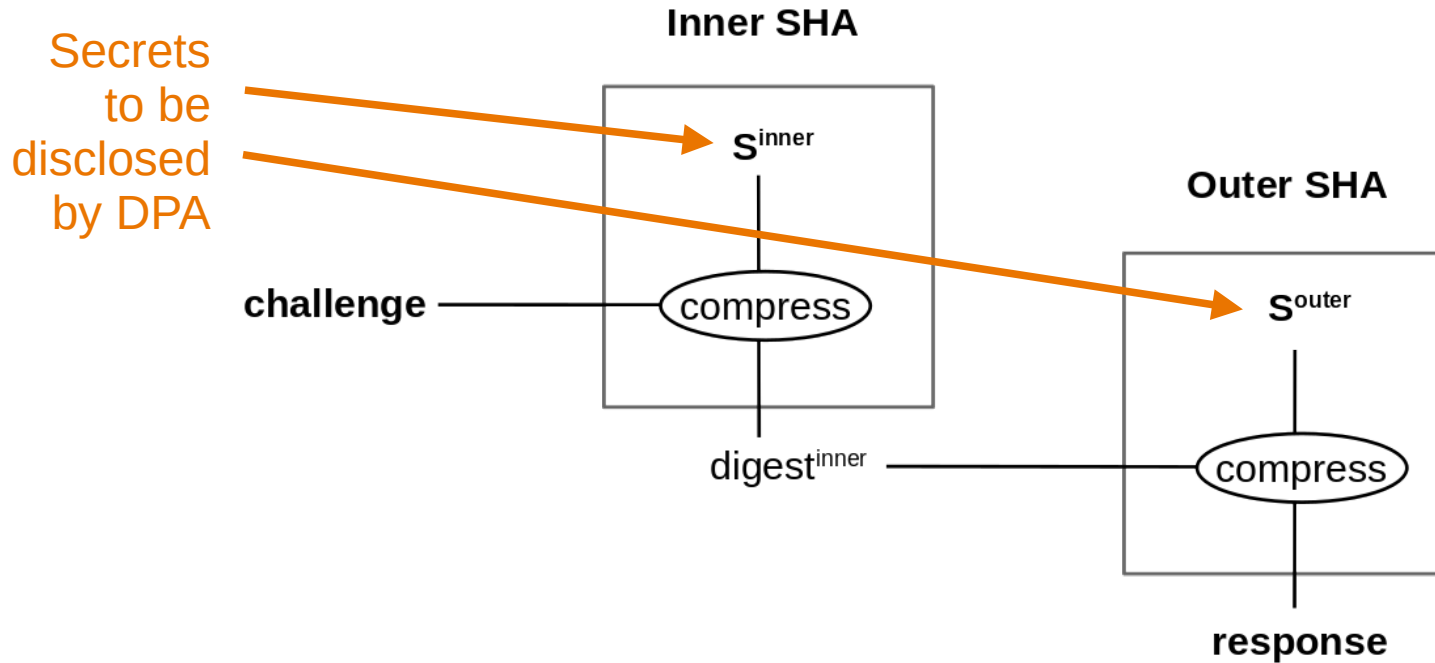 Inner SHA
Secrets
to be
disclosed
by DPA
S^inner
Outer SHA
challenge
compress
S^outer
digest^inner
compress
response